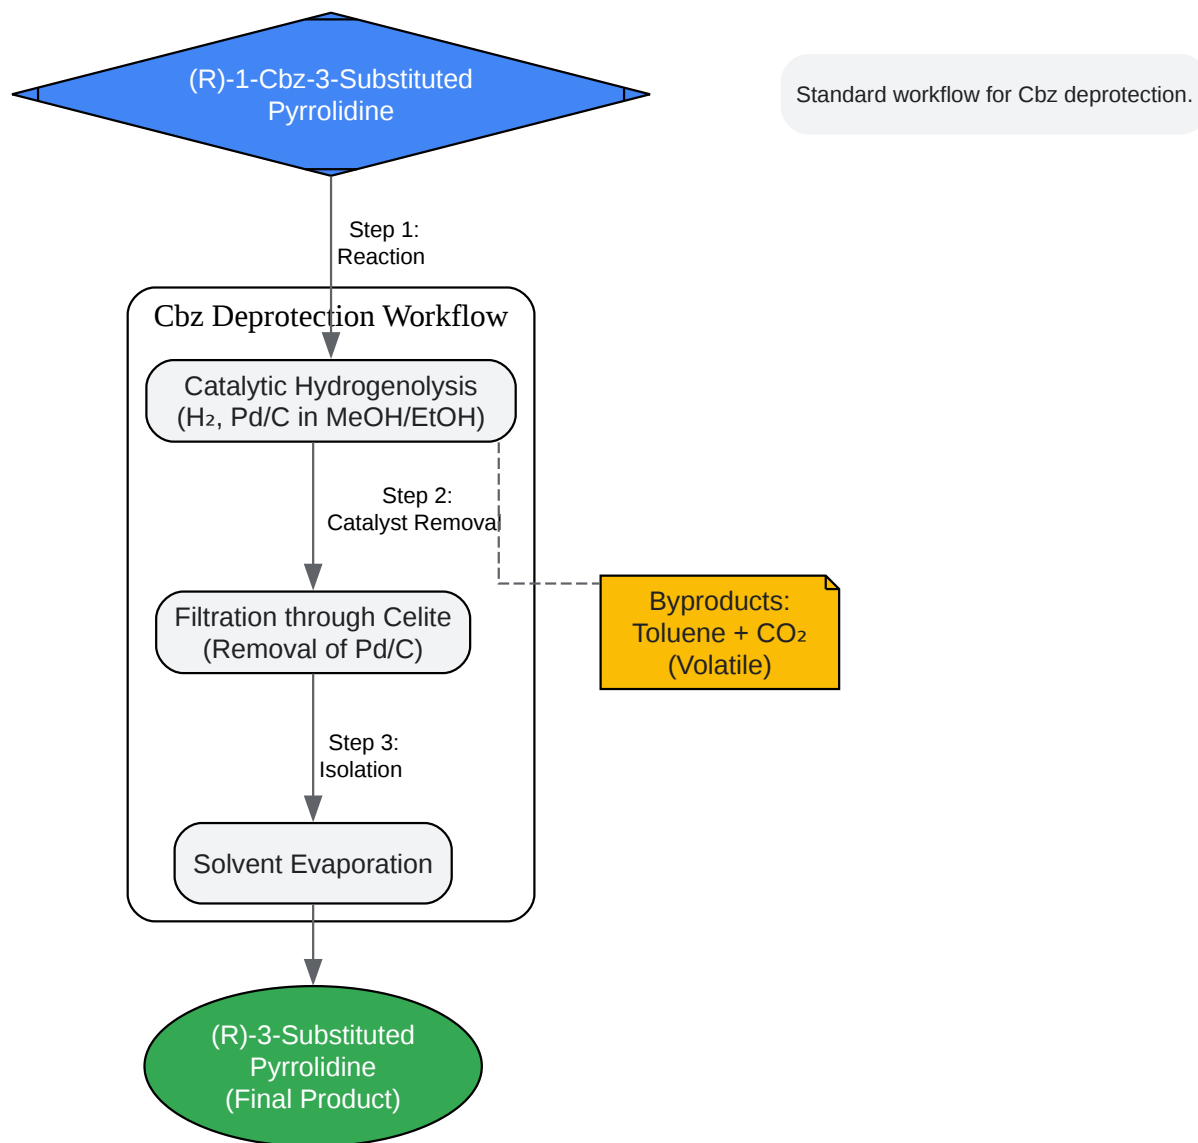 (R)-1-Cbz-3-Substituted
Pyrrolidine
Standard workflow for Cbz deprotection.
Step 1:
Reaction
Cbz Deprotection Workflow
Catalytic Hydrogenolysis
(H₂, Pd/C in MeOH/EtOH)
Step 2:
Catalyst Removal
Byproducts:
Toluene + CO₂
(Volatile)
Filtration through Celite
(Removal of Pd/C)
Step 3:
Isolation
Solvent Evaporation
(R)-3-Substituted
Pyrrolidine
(Final Product)